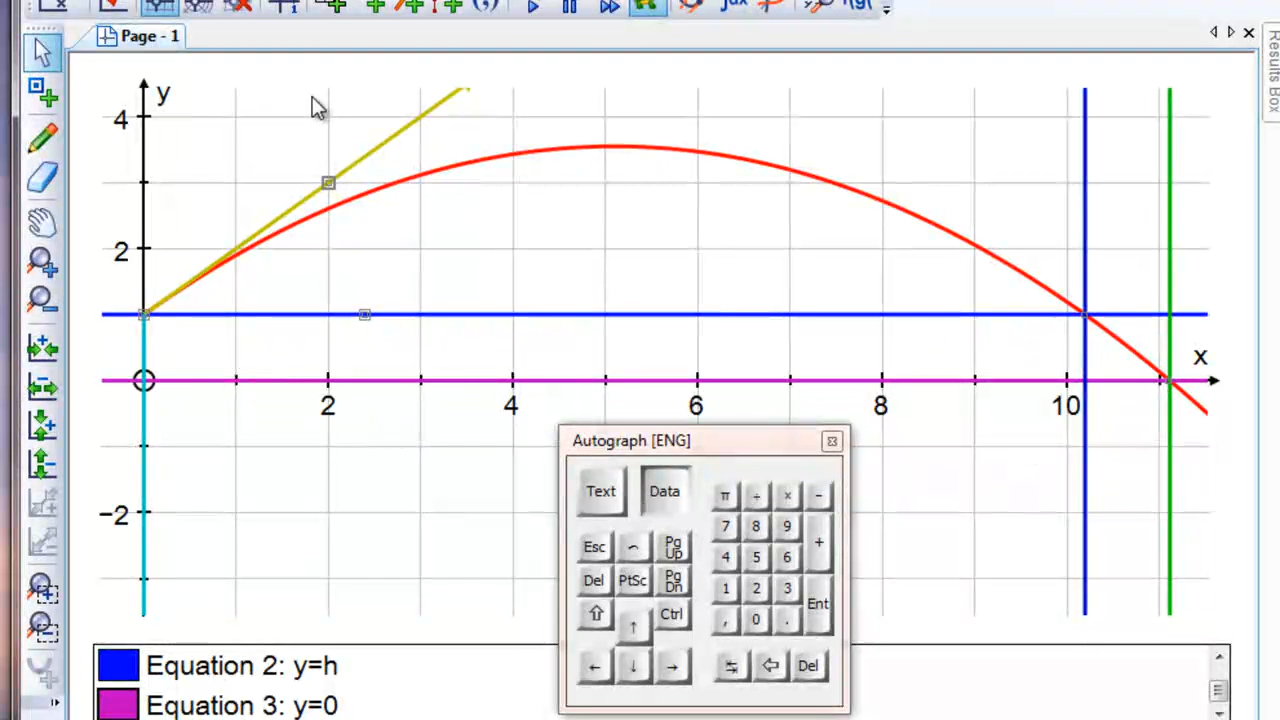 Page - 1
Results Box
y
4
2
x
2
4
6
8
10
−2
Autograph [ENG]
Text
Data
π ÷ × −
7 8 9
+
Esc
Pg Up
4 5 6
Del
PtSc
Pg Dn
1 2 3
Ent
Ctrl
, 0 .
Del
Equation 2: y=h
Equation 3: y=0